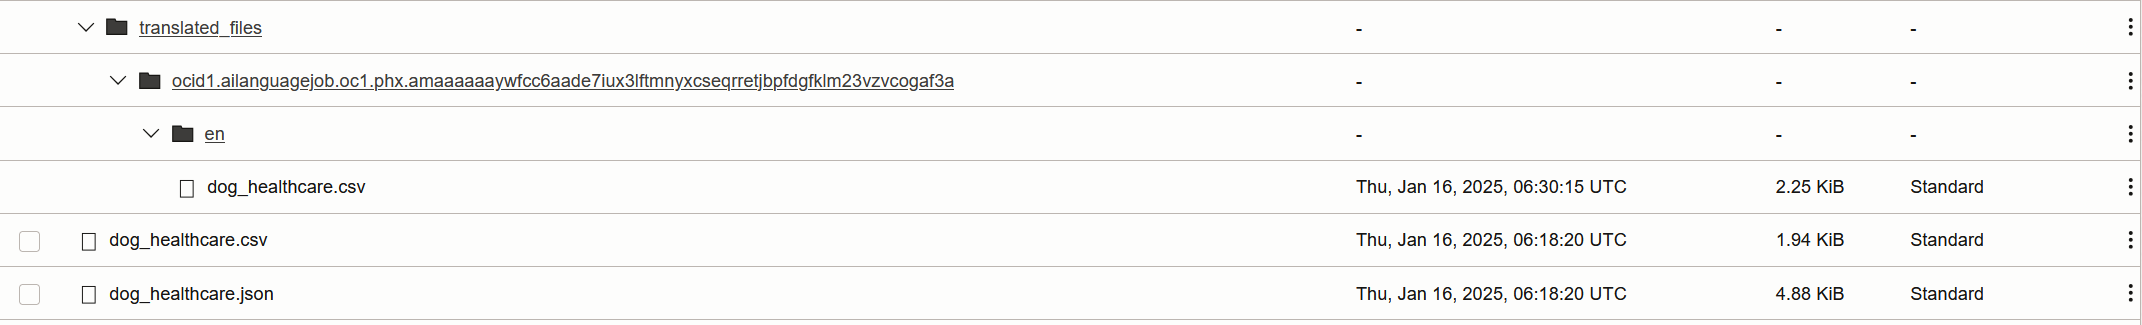 translated_files - - -
ocid1.ailanguagejob.oc1.phx.amaaaaaaywfcc6aade7iux3lftmnyxcseqrretjbpfdgfklm23vzvcogaf3a - - -
en - - -
dog_healthcare.csv Thu, Jan 16, 2025, 06:30:15 UTC 2.25 KiB Standard
dog_healthcare.csv Thu, Jan 16, 2025, 06:18:20 UTC 1.94 KiB Standard
dog_healthcare.json Thu, Jan 16, 2025, 06:18:20 UTC 4.88 KiB Standard